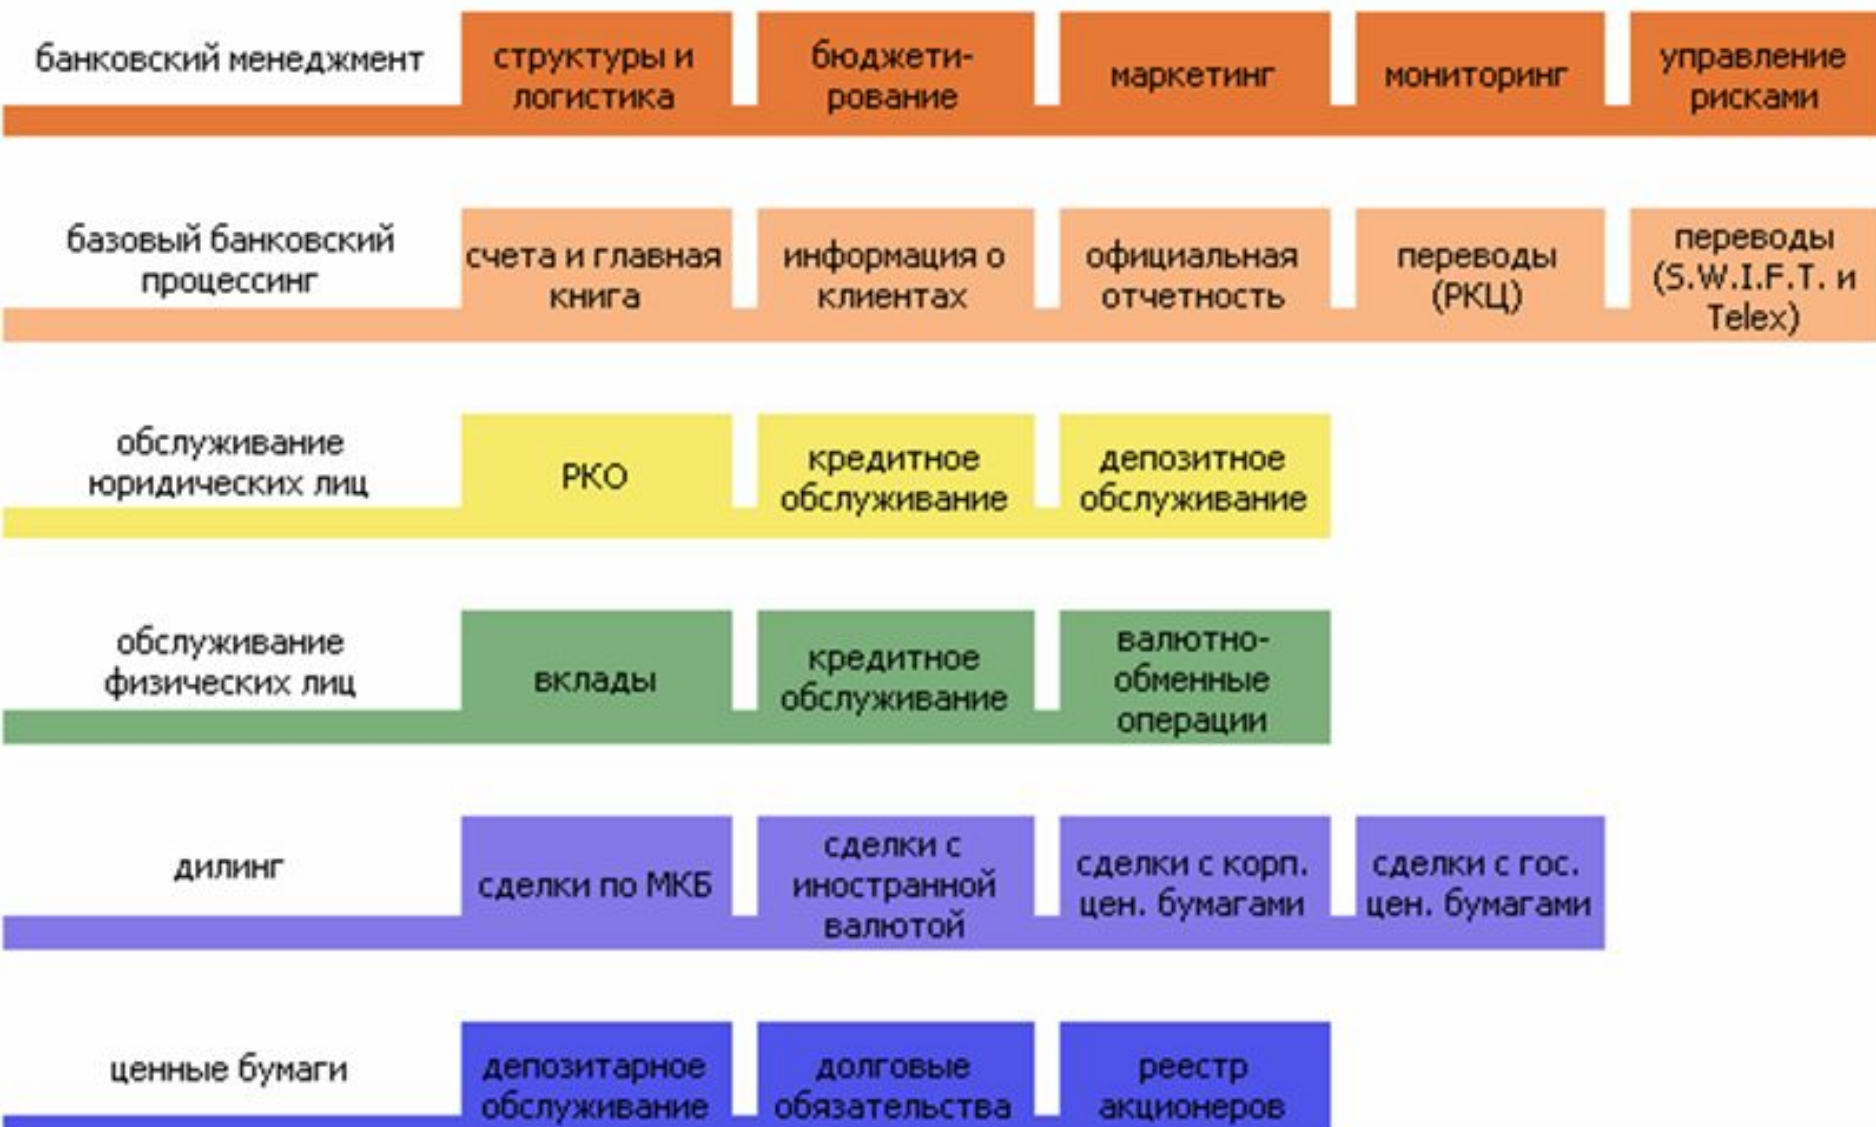 банковский менеджмент
структуры и
логистика
бюджети-
рование
маркетинг
мониторинг
управление
рисками
базовый банковский
процессинг
счета и главная
книга
информация о
клиентах
официальная
отчетность
переводы
(РКЦ)
переводы
(S.W.I.F.T. и
Telex)
обслуживание
юридических лиц
РКО
кредитное
обслуживание
депозитное
обслуживание
обслуживание
физических лиц
вклады
кредитное
обслуживание
валютно-
обменные
операции
дилинг
сделки по МКБ
сделки с
иностранной
валютой
сделки с корп.
цен. бумагами
сделки с гос.
цен. бумагами
ценные бумаги
депозитарное
обслуживание
долговые
обязательства
реестр
акционеров